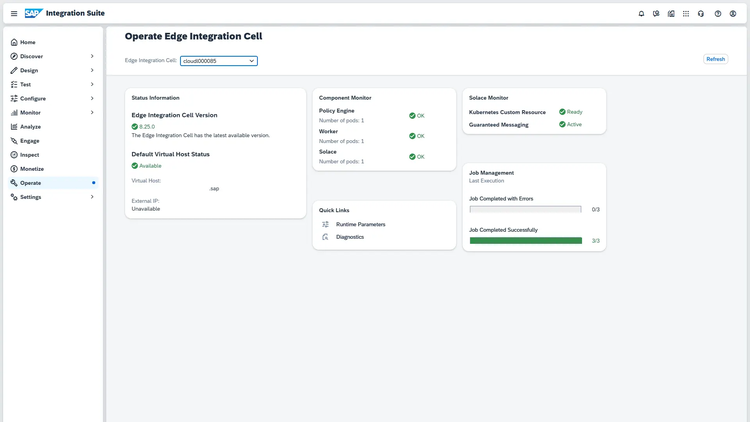 SAP Integration Suite
Home
Discover
Design
Test
Configure
Monitor
Analyze
Engage
Inspect
Monetize
Operate
Settings
Operate Edge Integration Cell
Edge Integration Cell: cloudi000085
Refresh
Status Information
Edge Integration Cell Version
8.25.0
The Edge Integration Cell has the latest available version.
Default Virtual Host Status
Available
Virtual Host:
.sap
External IP:
Unavailable
Component Monitor
Policy Engine
Number of pods: 1
OK
Worker
Number of pods: 1
OK
Solace
Number of pods: 1
OK
Quick Links
Runtime Parameters
Diagnostics
Solace Monitor
Kubernetes Custom Resource Ready
Guaranteed Messaging Active
Job Management
Last Execution
Job Completed with Errors
0/3
Job Completed Successfully
3/3